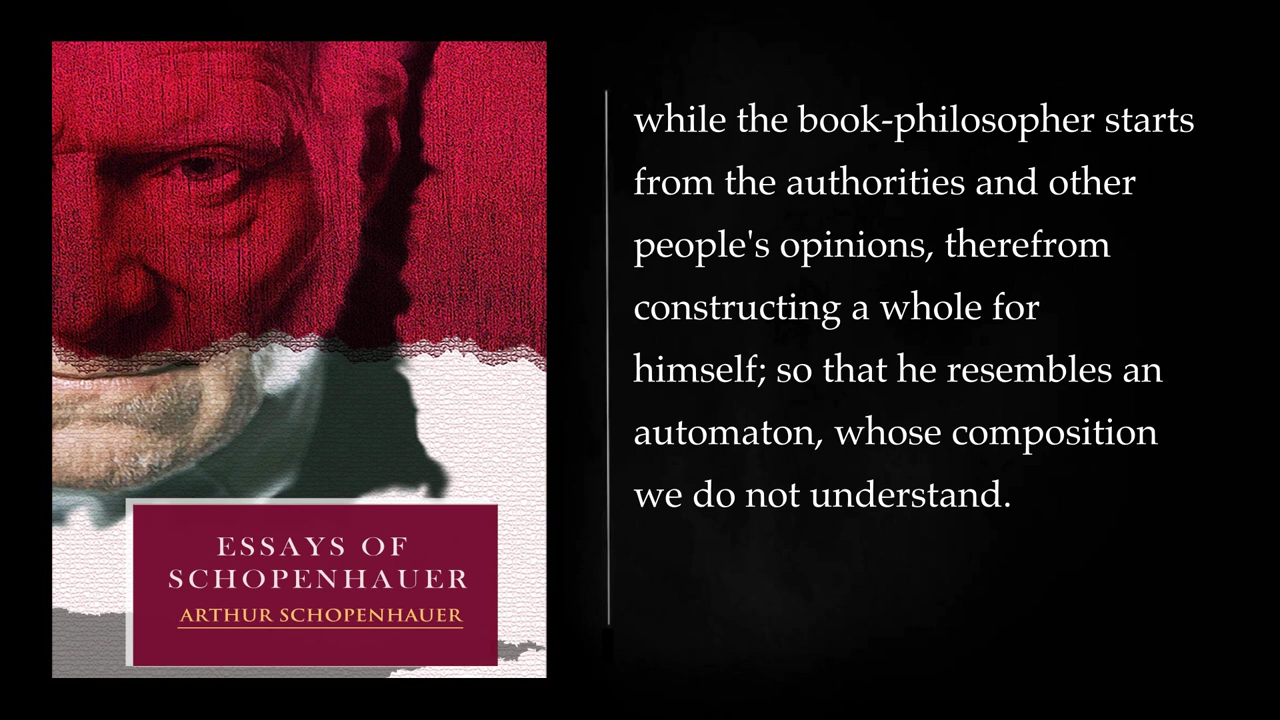 ESSAYS OF
SCHOPENHAUER
ARTHUR SCHOPENHAUER
while the book-philosopher starts
from the authorities and other
people's opinions, therefrom
constructing a whole for
himself; so that he resembles an
automaton, whose composition
we do not understand.